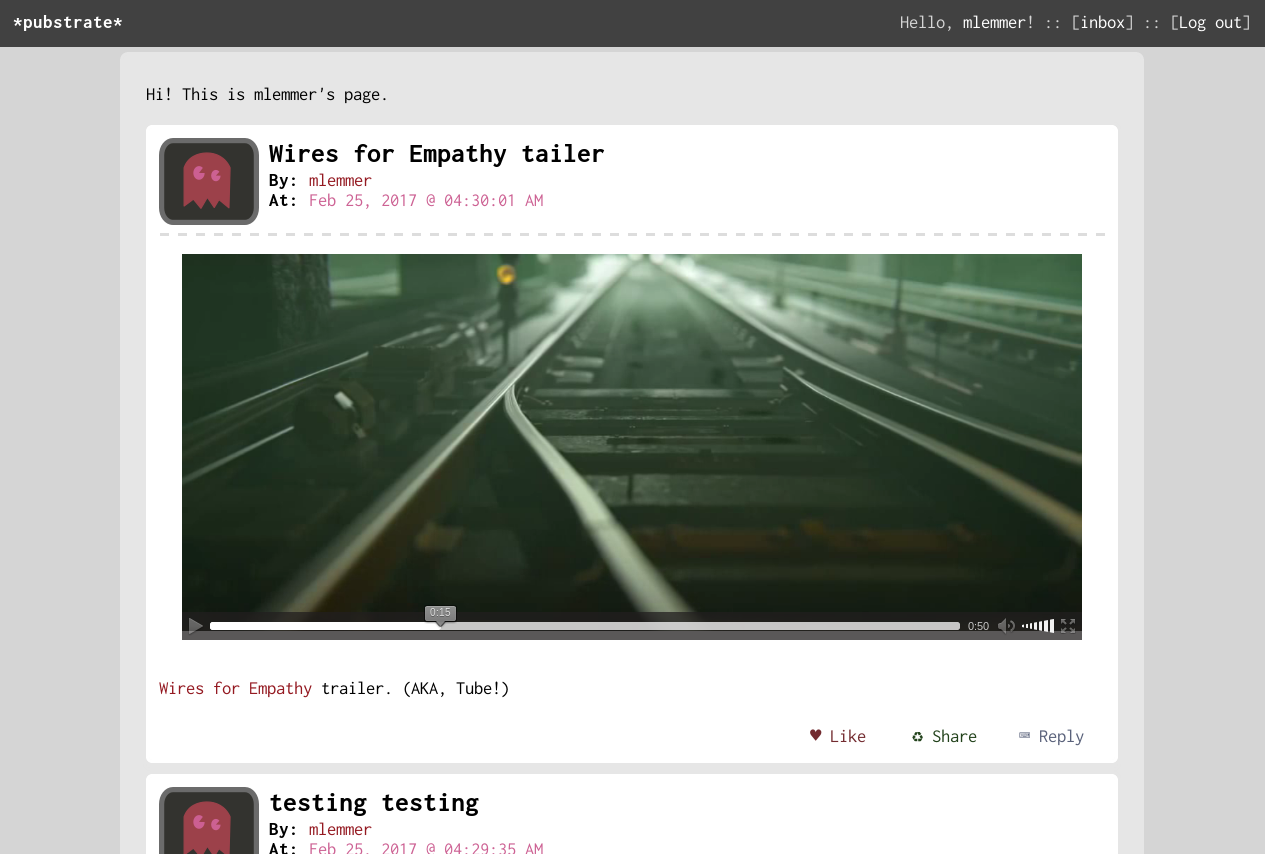 *pubstrate*
Hello, mlemmer! :: [inbox] :: [Log out]
Hi! This is mlemmer's page.
Wires for Empathy tailer
By: mlemmer
At: Feb 25, 2017 @ 04:30:01 AM
0:15
0:50
Wires for Empathy trailer. (AKA, Tube!)
♥ Like ♻ Share ⌨ Reply
testing testing
By: mlemmer
At: Feb 25, 2017 @ 04:29:35 AM